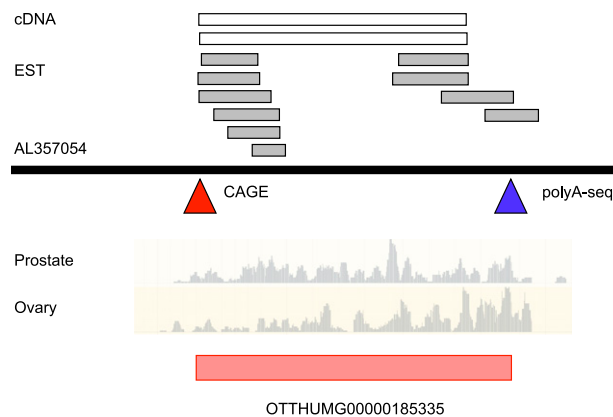 cDNA
EST
AL357054
CAGE
polyA-seq
Prostate
Ovary
OTTHUMG00000185335